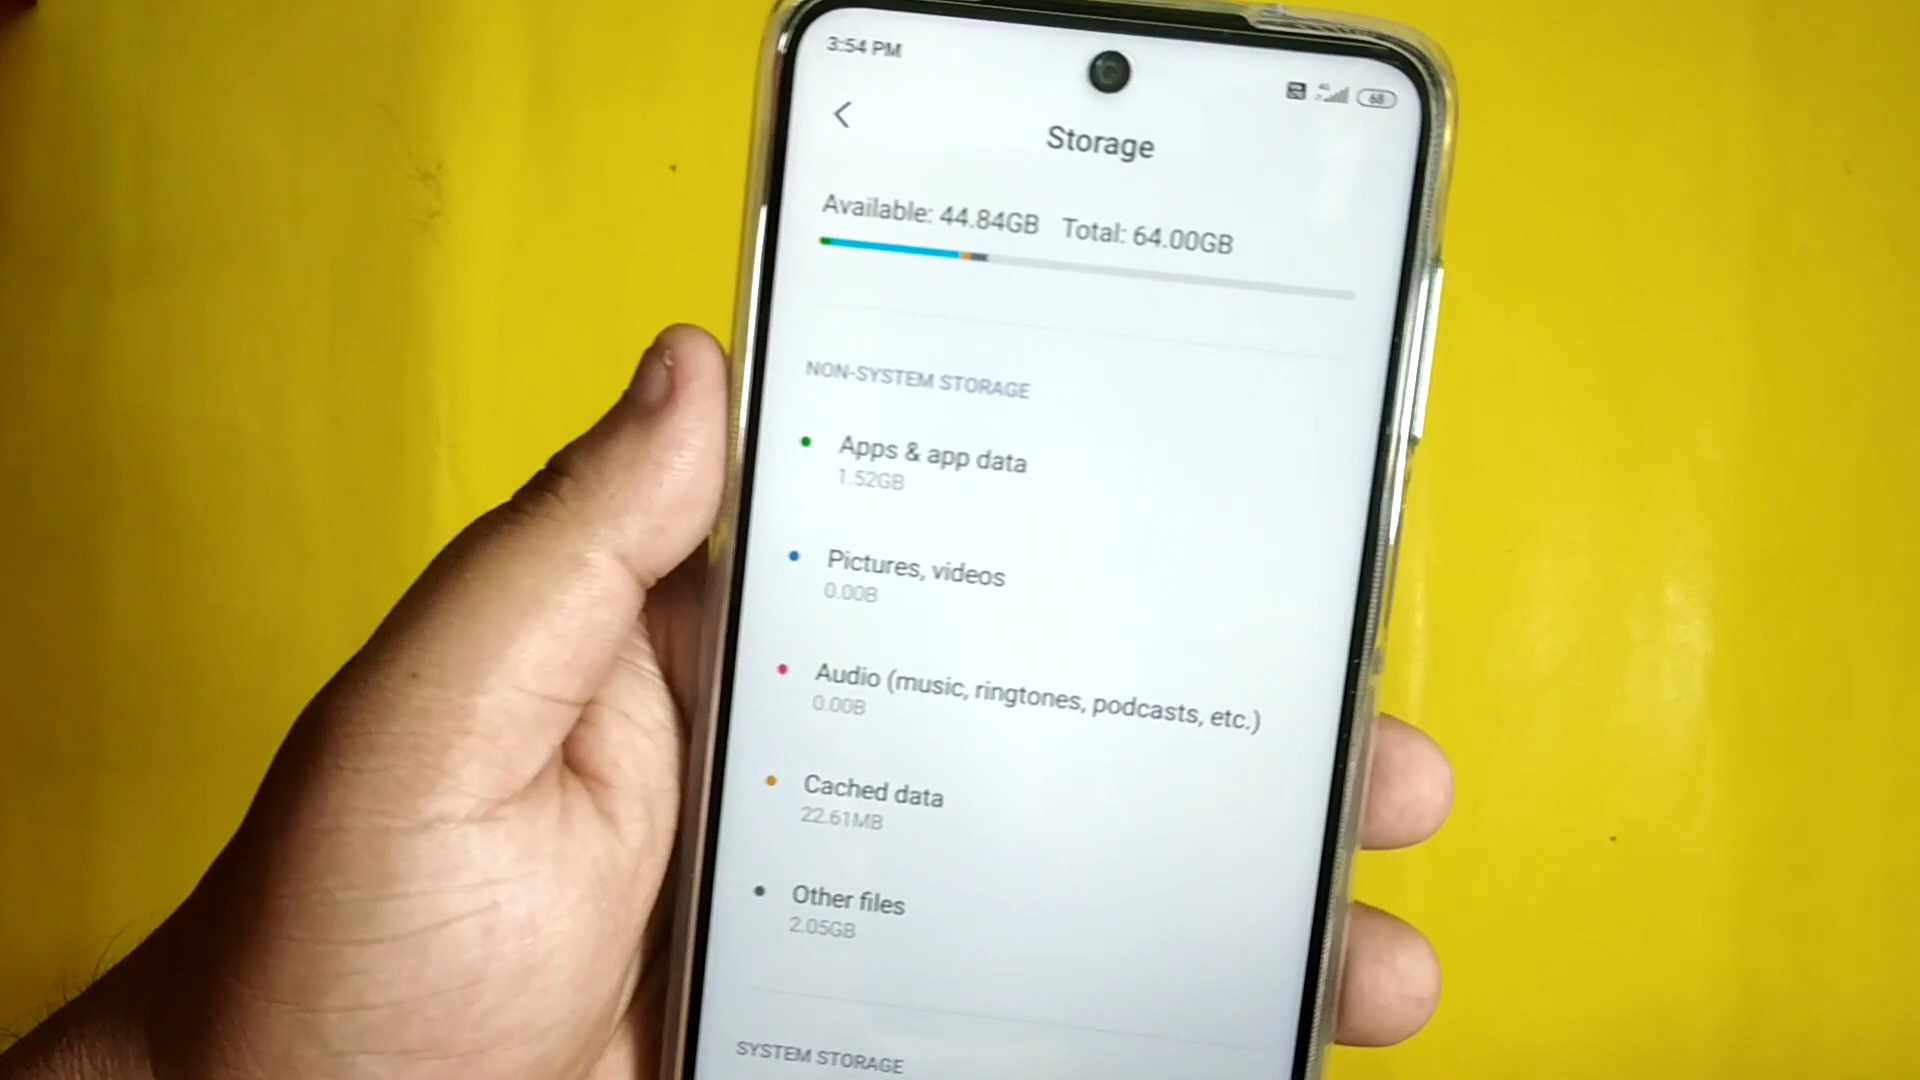 3:54 PM
4G
68
Storage
Available: 44.84GB Total: 64.00GB
NON-SYSTEM STORAGE
Apps & app data
1.52GB
Pictures, videos
0.00B
Audio (music, ringtones, podcasts, etc.)
0.00B
Cached data
22.61MB
Other files
2.05GB
SYSTEM STORAGE